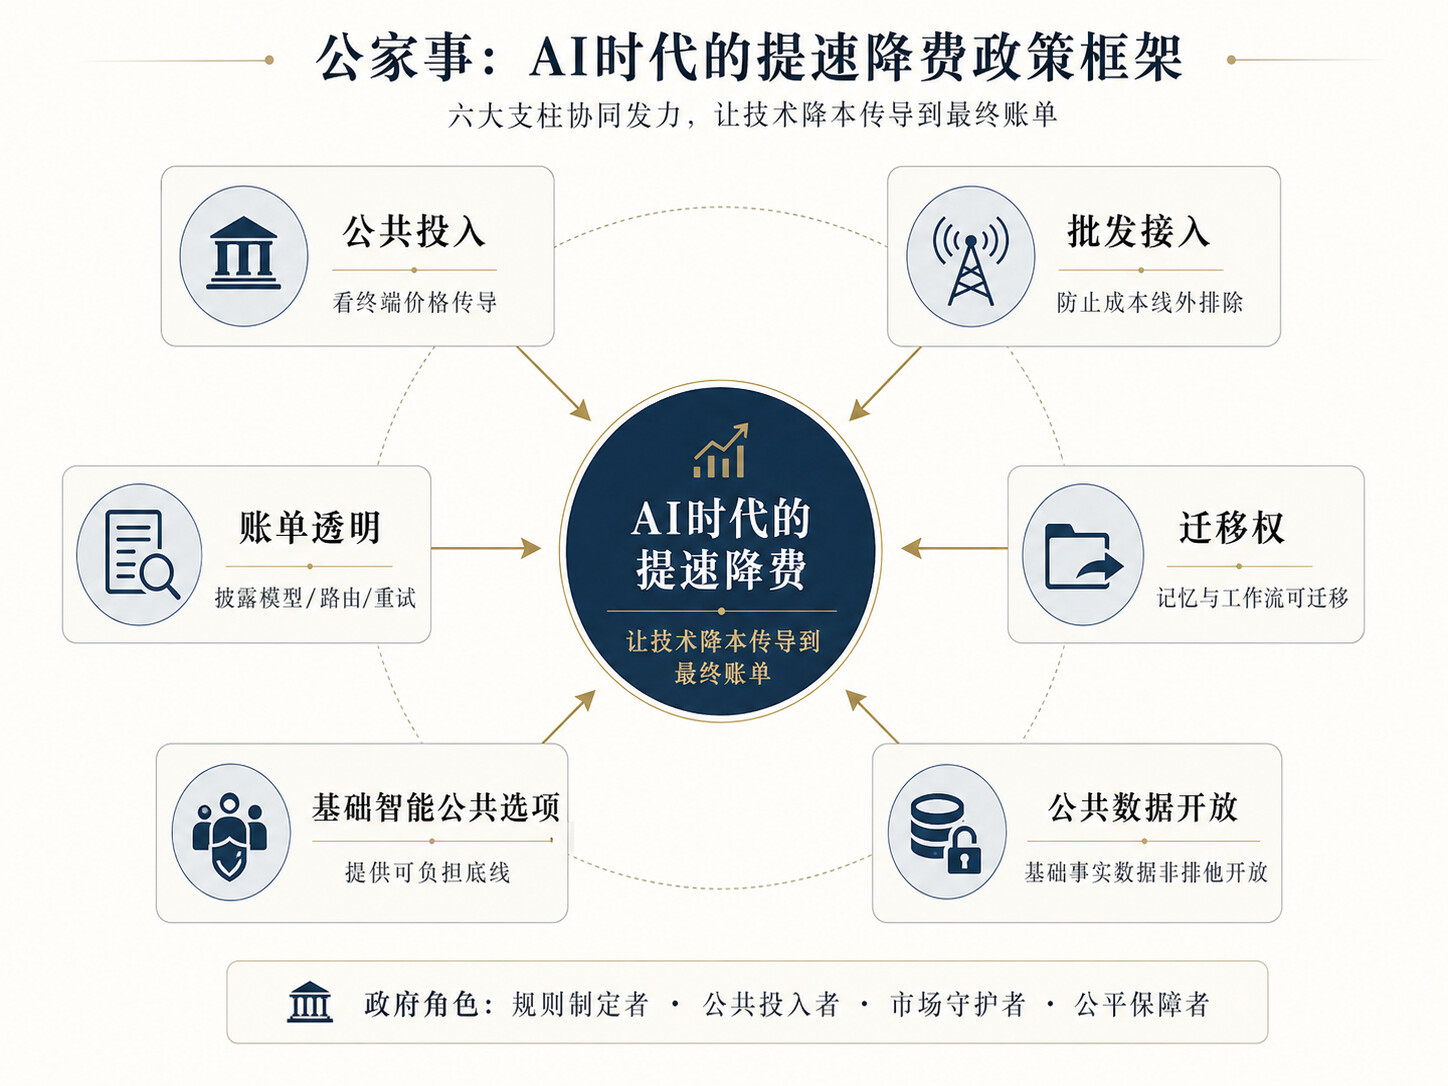 公家事：AI时代的提速降费政策框架
六大支柱协同发力，让技术降本传导到最终账单
公共投入
看终端价格传导
批发接入
防止成本线外排除
账单透明
披露模型/路由/重试
AI时代的
提速降费
让技术降本传导到
最终账单
迁移权
记忆与工作流可迁移
基础智能公共选项
提供可负担底线
公共数据开放
基础事实数据非排他开放
政府角色：规则制定者 · 公共投入者 · 市场守护者 · 公平保障者